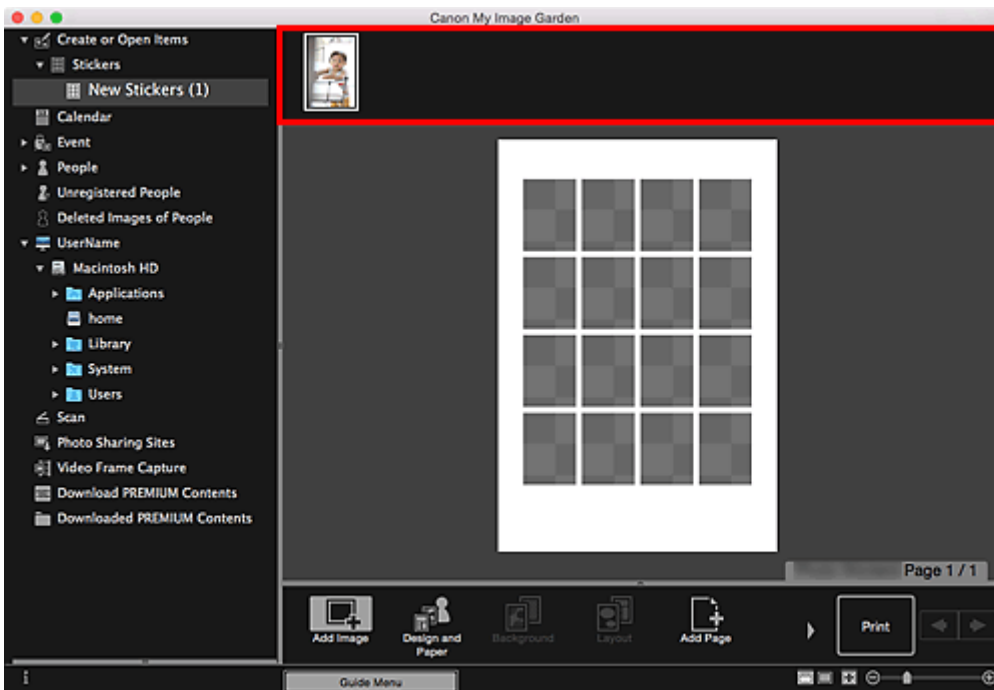 Canon My Image Garden
Create or Open Items
Stickers
New Stickers (1)
Calendar
Event
People
Unregistered People
Deleted Images of People
UserName
Macintosh HD
Applications
home
Library
System
Users
Scan
Photo Sharing Sites
Video Frame Capture
Download PREMIUM Contents
Downloaded PREMIUM Contents
Page 1 / 1
Add Image
Design and
Paper
Background
Layout
Add Page
Print
Guide Menu